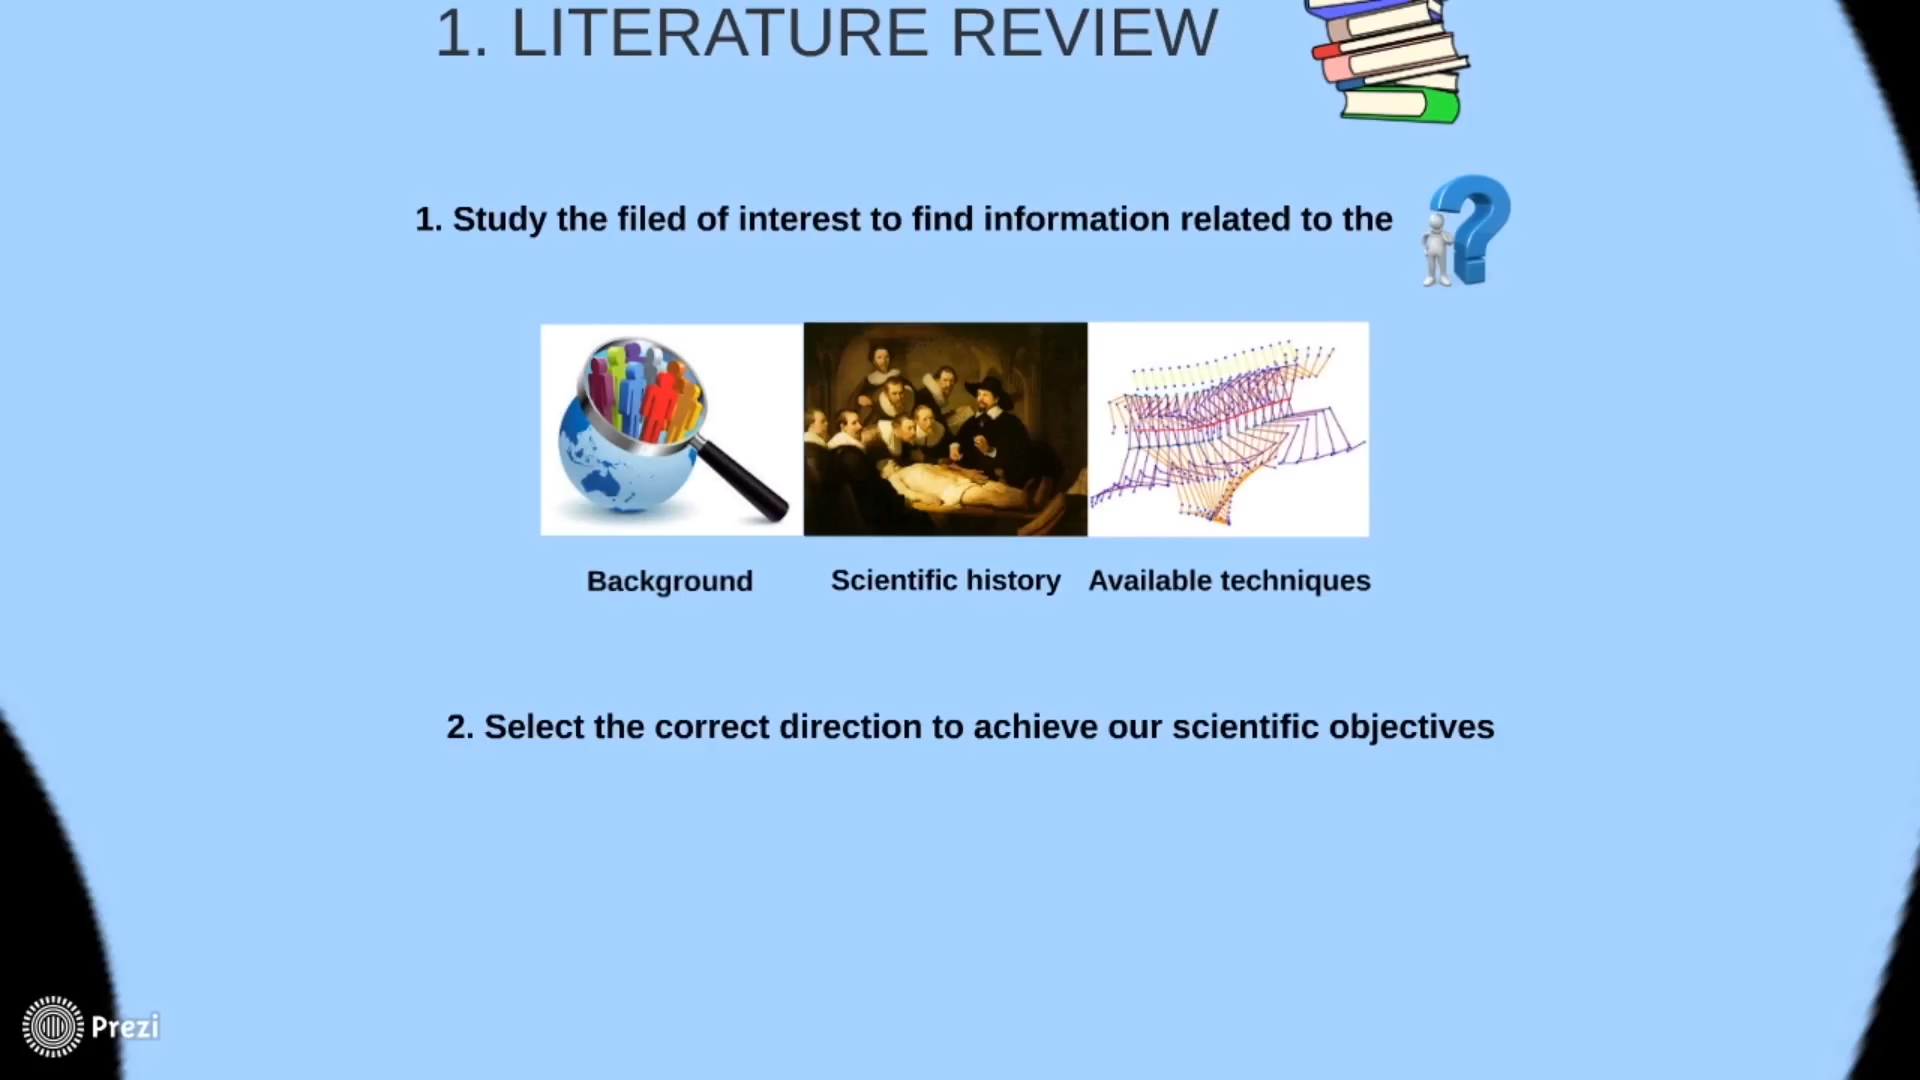 1. LITERATURE REVIEW
1. Study the filed of interest to find information related to the
Background
Scientific history
Available techniques
2. Select the correct direction to achieve our scientific objectives
Prezi